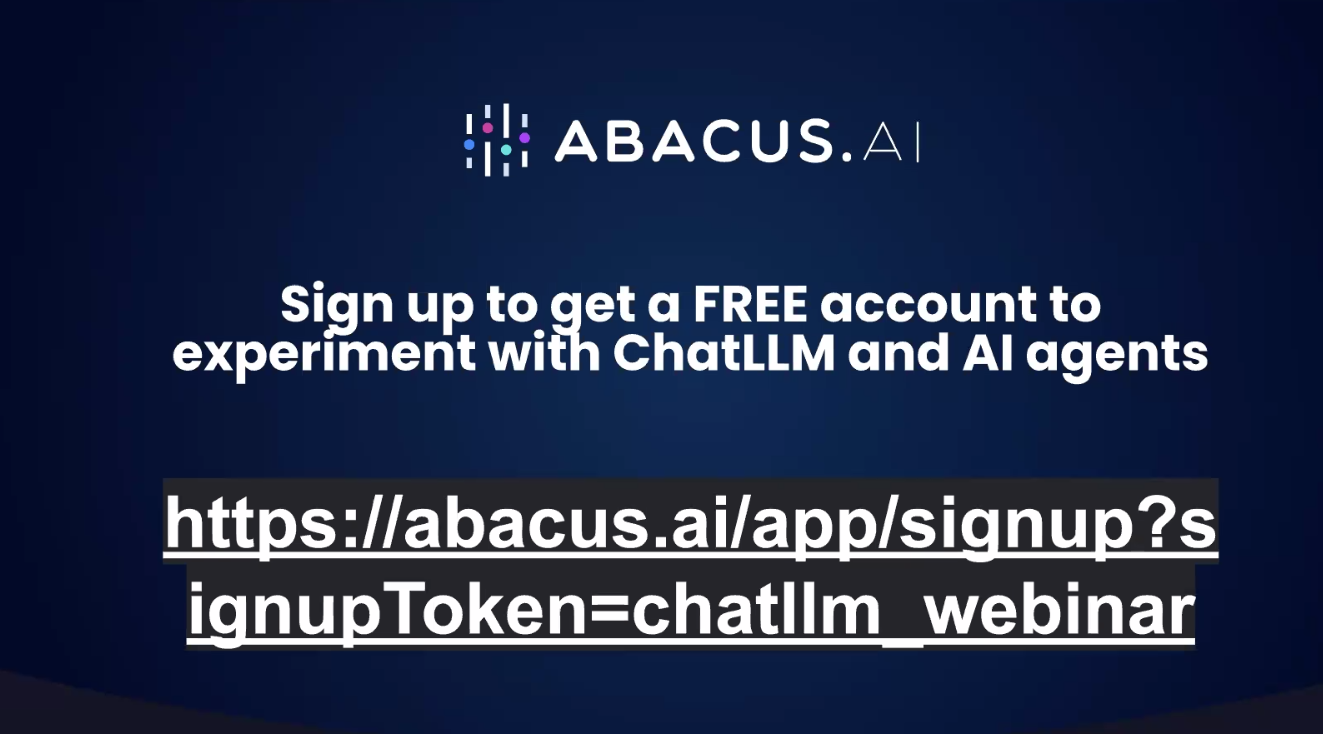 ABACUS.AI
Sign up to get a FREE account to
experiment with ChatLLM and AI agents
https://abacus.ai/app/signup?s
ignupToken=chatllm_webinar